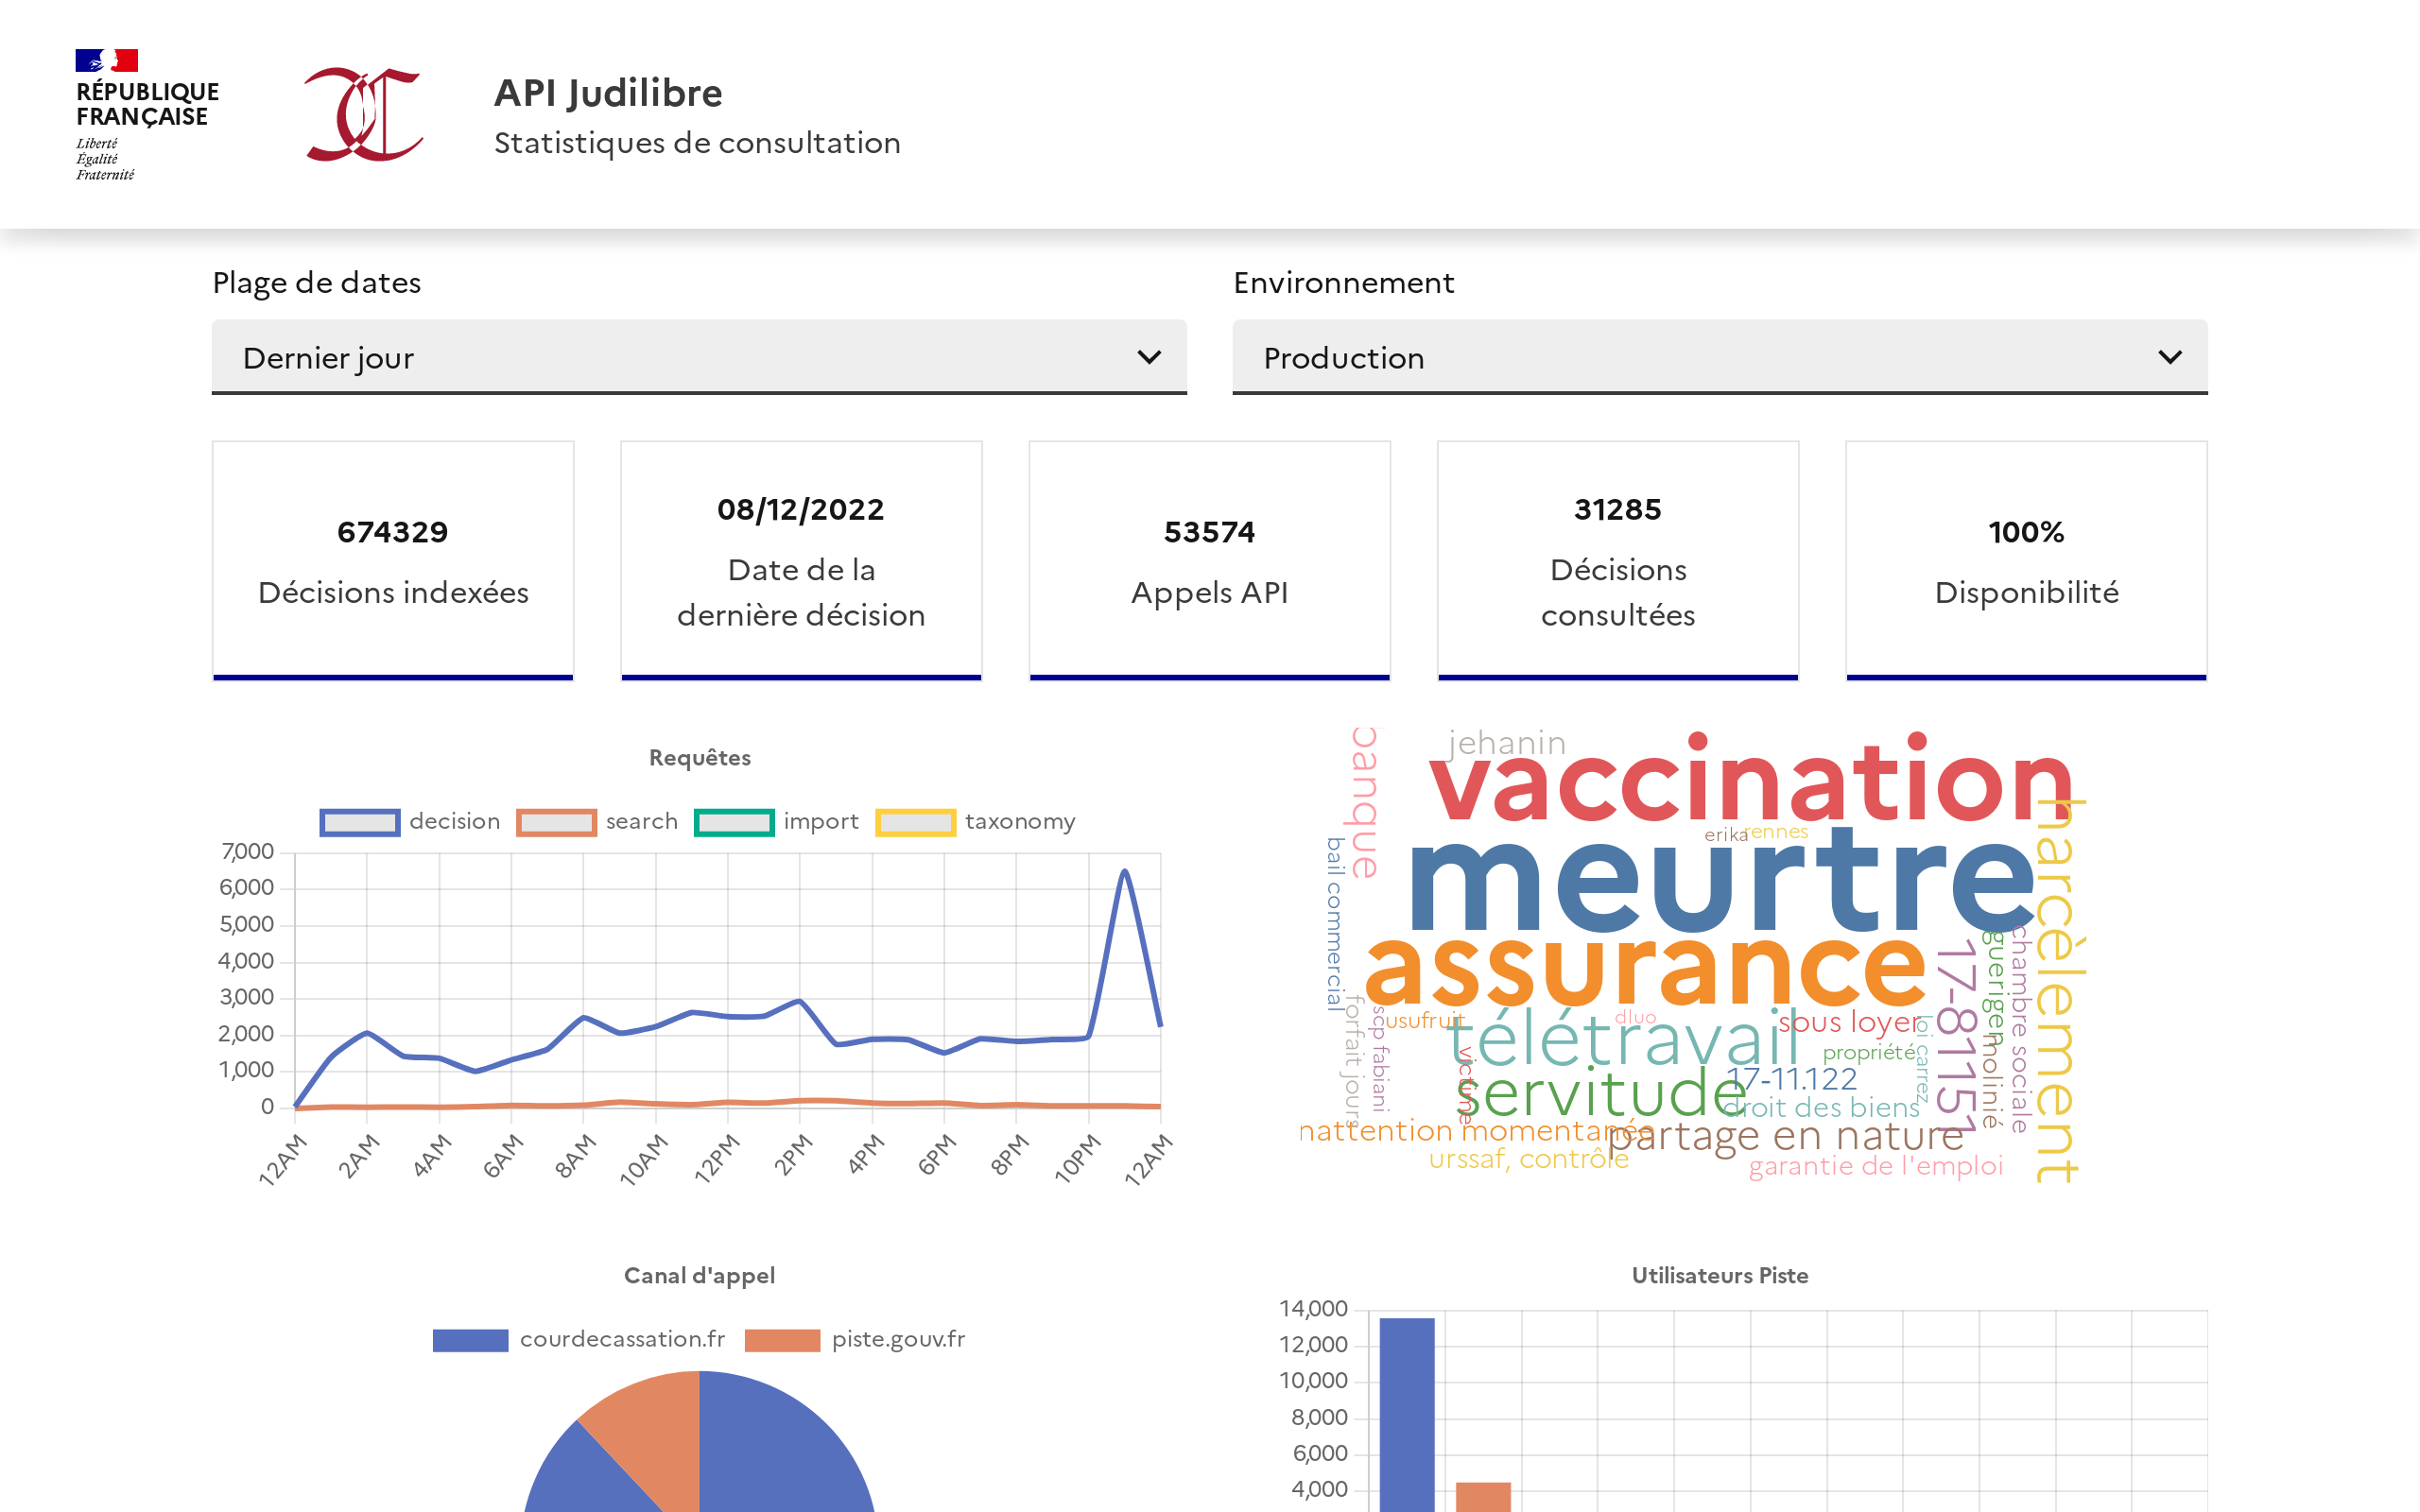 RÉPUBLIQUE
FRANÇAISE
Liberté
Égalité
Fraternité
API Judilibre
Statistiques de consultation
Plage de dates
Environnement
Dernier jour
Production
674329
Décisions indexées
08/12/2022
Date de la
dernière décision
53574
Appels API
31285
Décisions
consultées
100%
Disponibilité
Requêtes
decision
search
import
taxonomy
7,000
6,000
5,000
4,000
3,000
2,000
1,000
0
12AM
2AM
4AM
6AM
8AM
10AM
12PM
2PM
4PM
6PM
8PM
10PM
12AM
banque
jehanin
vaccination
erika
rennes
meurtre
harcèlement
bail commercial
assurance
17-81151
guerigen
chambre sociale
forfait jours
scp fabiani
usufruit
télétravail
dluo
sous loyer
loi carrez
molinié
propriété
victime
servitude
17-11.122
droit des biens
nattention momentanée
partage en nature
urssaf, contrôle
garantie de l'emploi
Canal d'appel
courdecassation.fr
piste.gouv.fr
Utilisateurs Piste
14,000
12,000
10,000
8,000
6,000
4,000